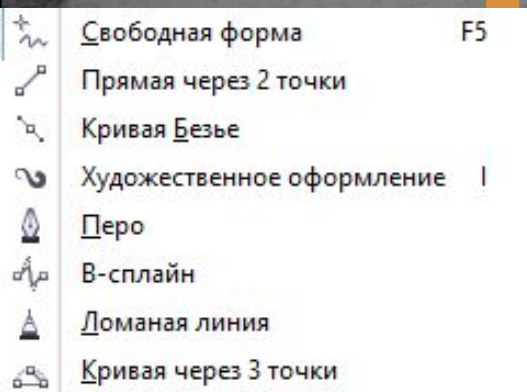 Свободная форма F5
Прямая через 2 точки
Кривая Безье
Художественное оформление I
Перо
В-сплайн
Ломаная линия
Кривая через 3 точки